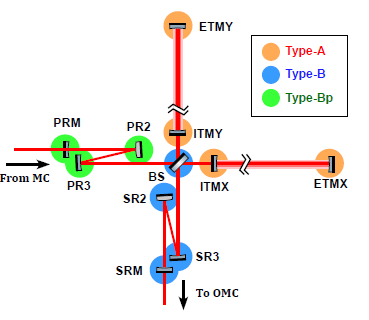 ETMY
Type-A
Type-B
Type-Bp
PRM
PR2
ITMY
From MC
PR3
BS
ITMX
ETMX
SR2
SR3
SRM
To OMC